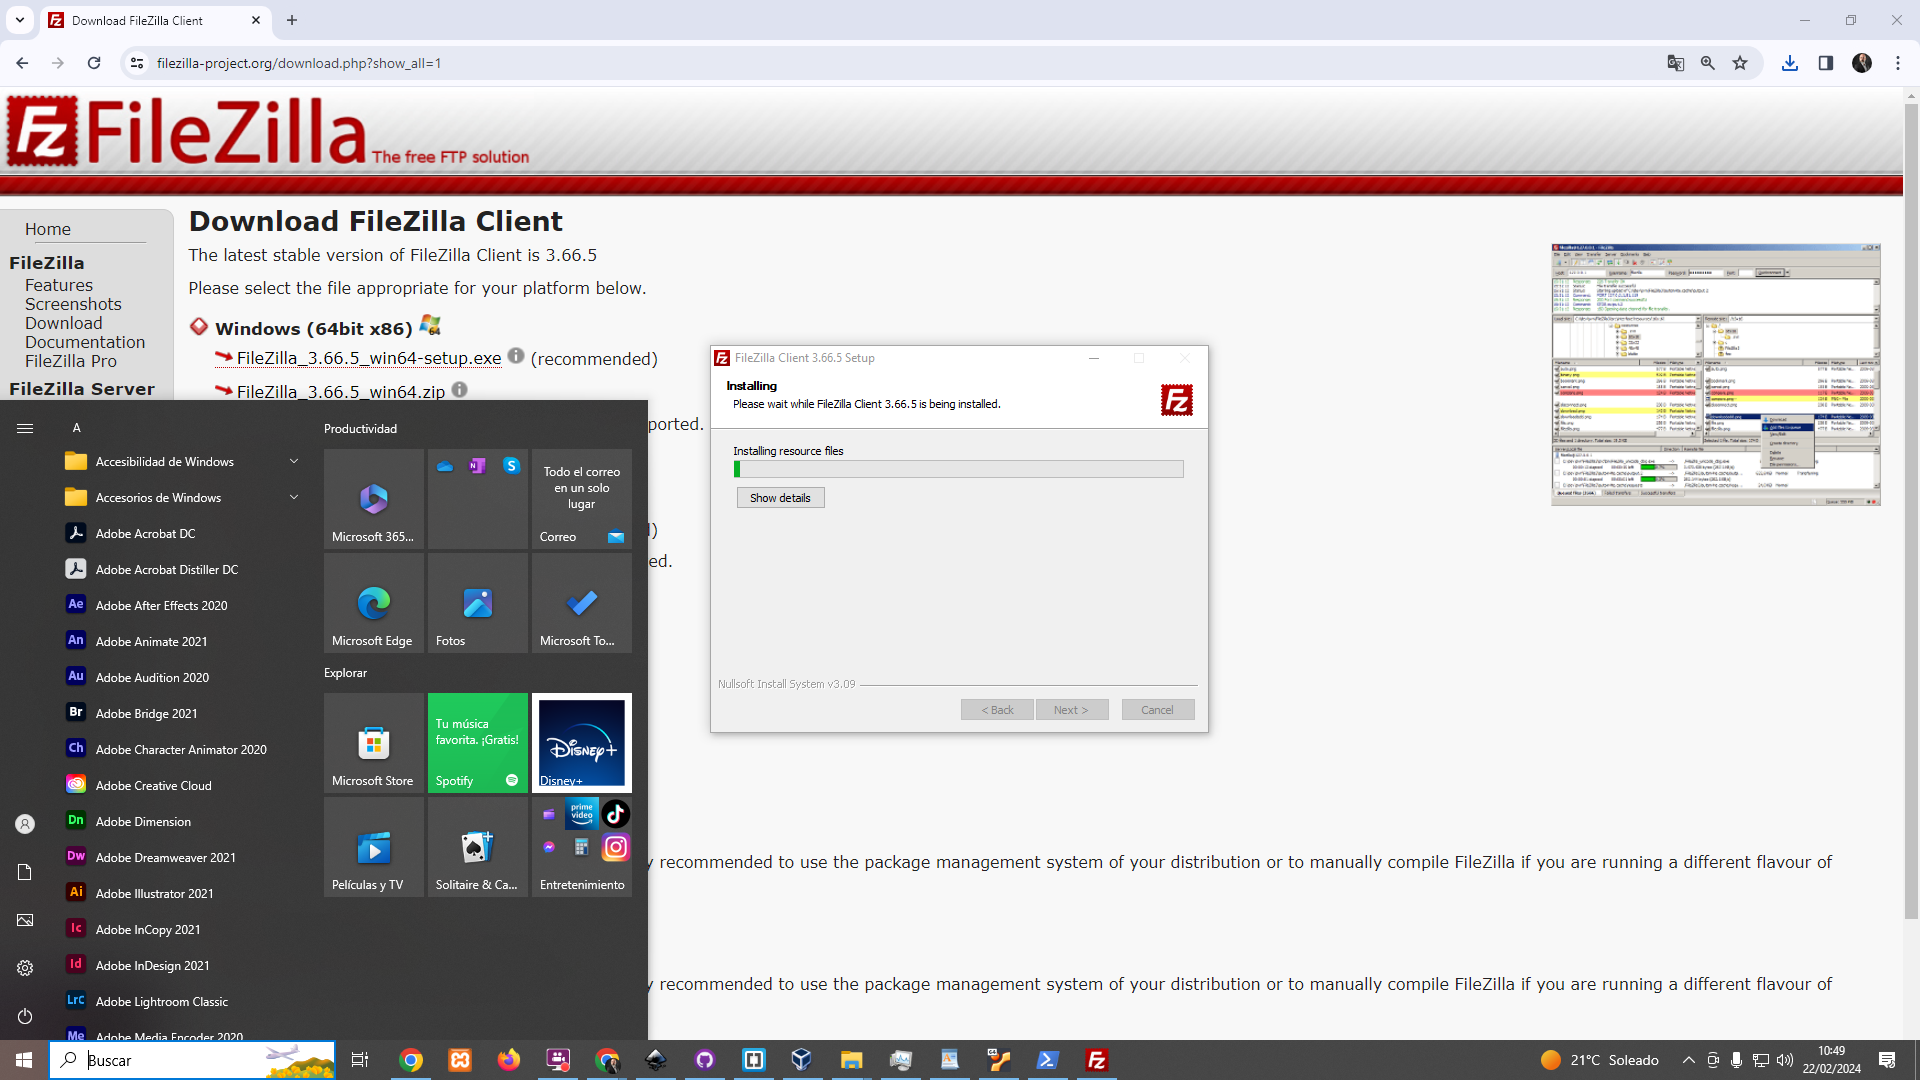 Download FileZilla Client
filezilla-project.org/download.php?show_all=1
FileZilla The free FTP solution
Home
FileZilla
Features
Screenshots
Download
Documentation
FileZilla Pro
FileZilla Server
Download FileZilla Client
The latest stable version of FileZilla Client is 3.66.5
Please select the file appropriate for your platform below.
Windows (64bit x86)
FileZilla_3.66.5_win64-setup.exe (recommended)
FileZilla_3.66.5_win64.zip
ported.
ed.
y recommended to use the package management system of your distribution or to manually compile FileZilla if you are running a different flavour of
y recommended to use the package management system of your distribution or to manually compile FileZilla if you are running a different flavour of
FileZilla Client 3.66.5 Setup
Installing
Please wait while FileZilla Client 3.66.5 is being installed.
Installing resource files
Show details
Nullsoft Install System v3.09
< Back
Next >
Cancel
A
Accesibilidad de Windows
Accesorios de Windows
Adobe Acrobat DC
Adobe Acrobat Distiller DC
Adobe After Effects 2020
Adobe Animate 2021
Adobe Audition 2020
Adobe Bridge 2021
Adobe Character Animator 2020
Adobe Creative Cloud
Adobe Dimension
Adobe Dreamweaver 2021
Adobe Illustrator 2021
Adobe InCopy 2021
Adobe InDesign 2021
Adobe Lightroom Classic
Adobe Media Encoder 2020
Productividad
Microsoft 365...
Todo el correo
en un solo
lugar
Correo
Microsoft Edge
Fotos
Microsoft To...
Explorar
Microsoft Store
Tu música
favorita. ¡Gratis!
Spotify
Disney+
Disney+
Películas y TV
Solitaire & Ca...
prime
video
Entretenimiento
Buscar
21°C Soleado
10:49
22/02/2024